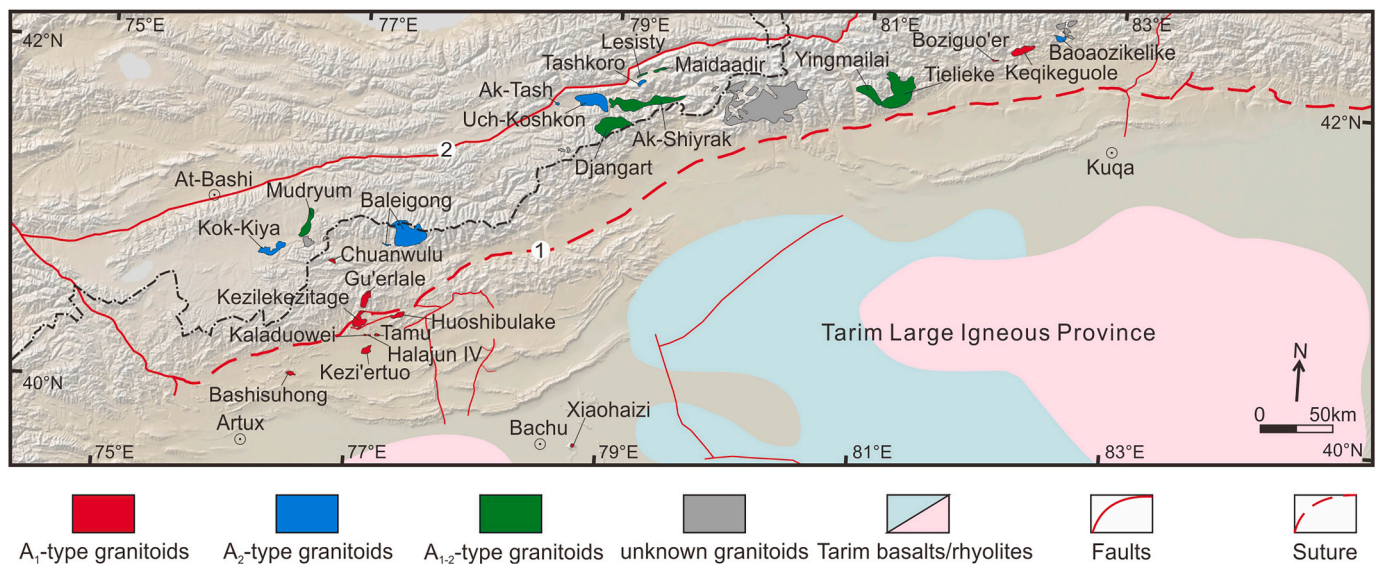 42°N
75°E
77°E
79°E
81°E
83°E
Lesisty
Tashkoro
Maidaadir
Yingmailai
Boziguo'er
Baoaozikelike
Tielieke
Keqikeguole
Ak-Tash
Uch-Koshkon
Ak-Shiyrak
2
Djangart
42°N
Kuqa
At-Bashi
Mudryum
Baleigong
Kok-Kiya
1
Chuanwulu
Gu'erlale
Kezilekezitage
Huoshibulake
Kaladuowei
Tamu
Halajun IV
Kezi'ertuo
Tarim Large Igneous Province
N
40°N
Bashisuhong
Artux
Xiaohaizi
Bachu
0 50km
75°E
77°E
79°E
81°E
83°E
40°N
A1-type granitoids
A2-type granitoids
A1-2-type granitoids
unknown granitoids
Tarim basalts/rhyolites
Faults
Suture